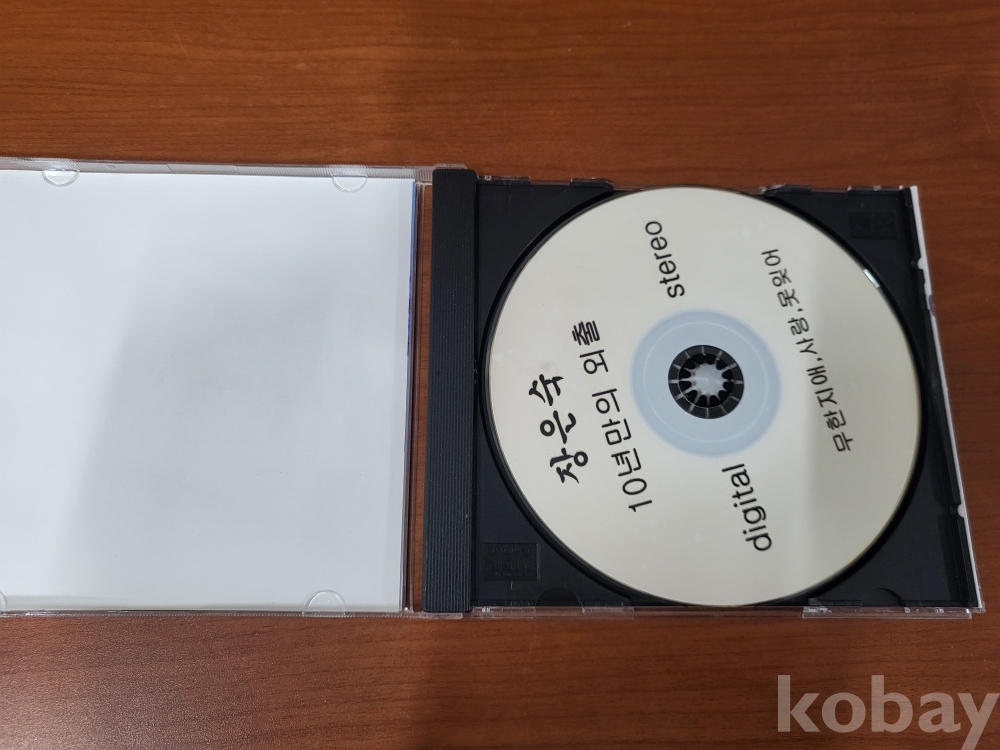 장은숙
10년만의 외출
digital
stereo
무한지애,사랑,못잊어
kobay